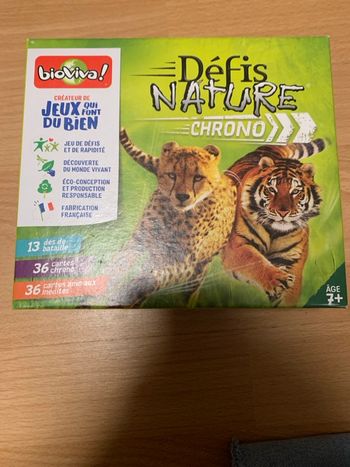 bioviva!
CRÉATEUR DE
JEUX QUI FONT
DU BIEN
JEU DE DÉFIS
ET DE RAPIDITÉ
DÉCOUVERTE
DU MONDE VIVANT
ÉCO-CONCEPTION
ET PRODUCTION
RESPONSABLE
FABRICATION
FRANÇAISE
Défis
NATURE
CHRONO
13 dés de
bataille
36 cartes
chrono
36 cartes animaux
inédites
ÂGE
7+